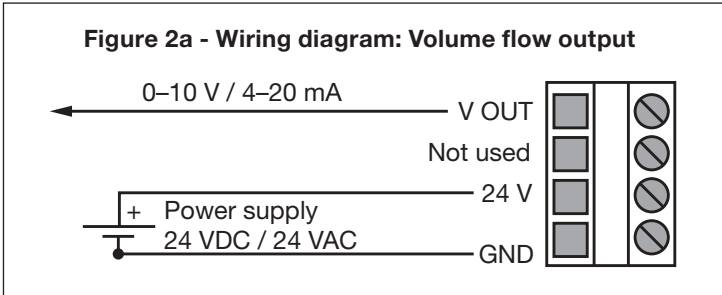 Figure 2a - Wiring diagram: Volume flow output
0–10 V / 4–20 mA
V OUT
Not used
24 V
+ Power supply
24 VDC / 24 VAC
GND